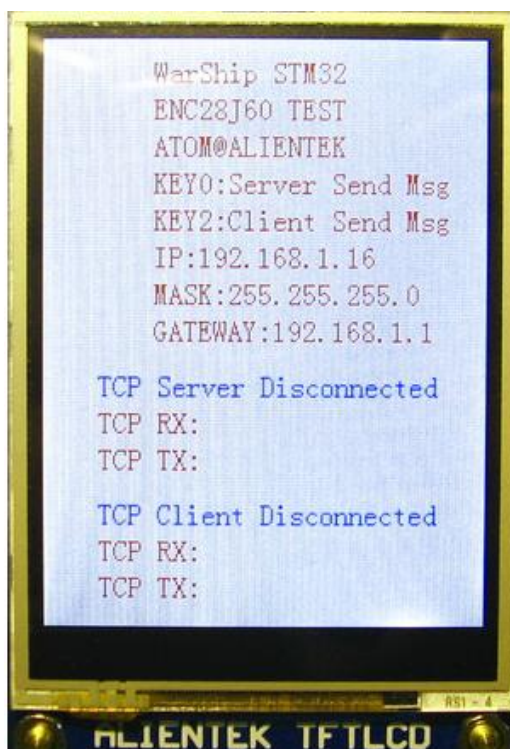 WarShip STM32
ENC28J60 TEST
ATOM@ALIENTEK
KEY0:Server Send Msg
KEY2:Client Send Msg
IP:192.168.1.16
MASK:255.255.255.0
GATEWAY:192.168.1.1
TCP Server Disconnected
TCP RX:
TCP TX:
TCP Client Disconnected
TCP RX:
TCP TX:
RS1 - 4
ALIENTEK TFTLCD